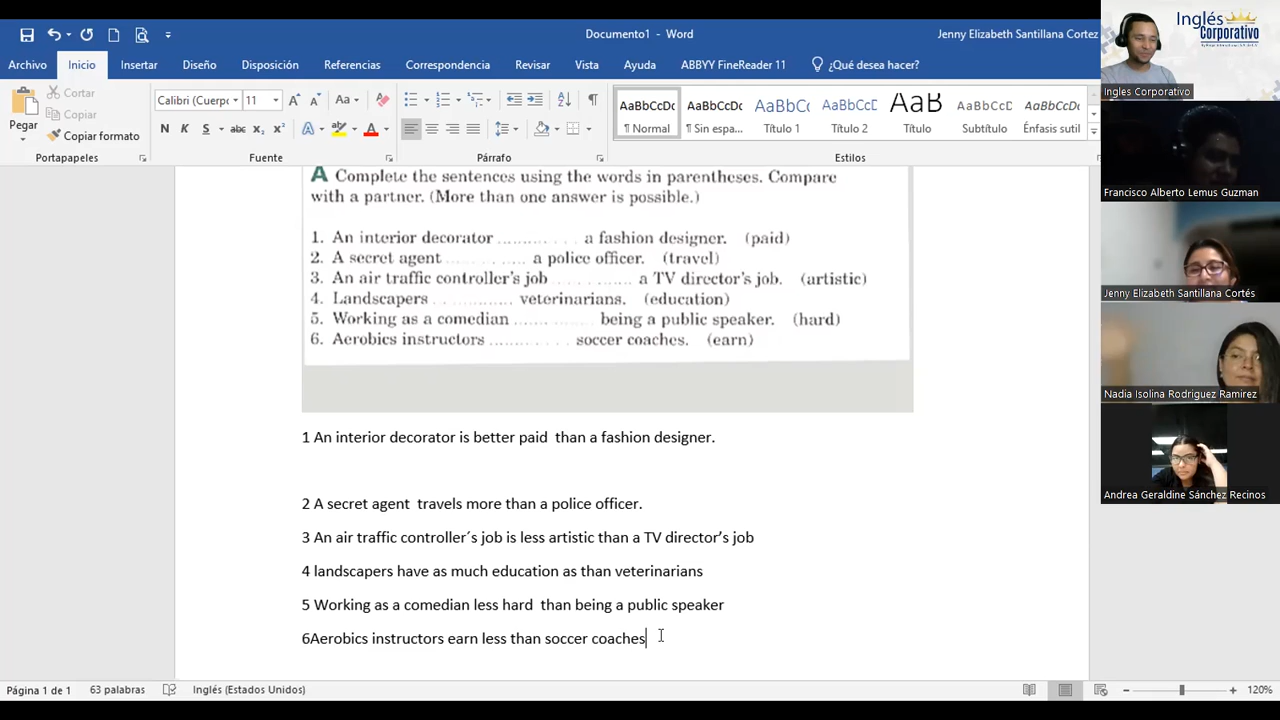 Documento1 - Word
Jenny Elizabeth Santillana Cortez
Archivo Inicio Insertar Diseño Disposición Referencias Correspondencia Revisar Vista Ayuda ABBYY FineReader 11 ¿Qué desea hacer?
Pegar
Cortar
Copiar
Copiar formato
Portapapeles
Calibri (Cuerpo 11
Aa
N K S abc x₂ x²
Fuente
Párrafo
AaBbCcDc AaBbCcDc AaBbCc AaBbCcD AaB AaBbCcD AaBbCcDc
¶ Normal ¶ Sin espa... Título 1 Título 2 Título Subtítulo Énfasis sutil
Estilos
A Complete the sentences using the words in parentheses. Compare
with a partner. (More than one answer is possible.)
1. An interior decorator ............ a fashion designer. (paid)
2. A secret agent ............ a police officer. (travel)
3. An air traffic controller's job ............ a TV director's job. (artistic)
4. Landscapers ............ veterinarians. (education)
5. Working as a comedian ............ being a public speaker. (hard)
6. Aerobics instructors ............ soccer coaches. (earn)
1 An interior decorator is better paid than a fashion designer.
2 A secret agent travels more than a police officer.
3 An air traffic controller´s job is less artistic than a TV director’s job
4 landscapers have as much education as than veterinarians
5 Working as a comedian less hard than being a public speaker
6Aerobics instructors earn less than soccer coaches
Página 1 de 1 63 palabras Inglés (Estados Unidos) 120%
Inglés
Corporativo
Ingles Corporativo
Francisco Alberto Lemus Guzman
Jenny Elizabeth Santillana Cortés
Nadia Isolina Rodriguez Ramirez
Andrea Geraldine Sánchez Recinos